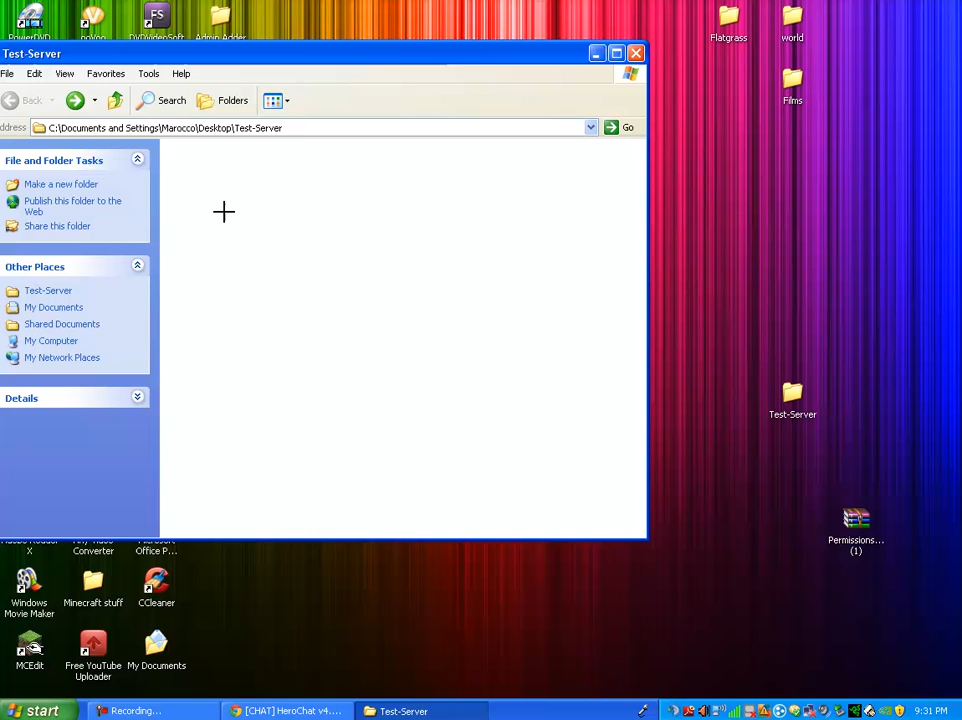 PowerDVD
ooVoo
DVDVideoSoft
Admin Adder
Flatgrass
world
Test-Server
File Edit View Favorites Tools Help
Back Search Folders
ddress C:\Documents and Settings\Marocco\Desktop\Test-Server Go
Films
File and Folder Tasks
Make a new folder
Publish this folder to the
Web
Share this folder
Other Places
Test-Server
My Documents
Shared Documents
My Computer
My Network Places
Details
Test-Server
Permissions...
(1)
Adobe Reader
X
Any Video
Converter
Microsoft
Office P...
Windows
Movie Maker
Minecraft stuff
CCleaner
MCEdit
Free YouTube
Uploader
My Documents
start
Recording...
[CHAT] HeroChat v4....
Test-Server
9:31 PM